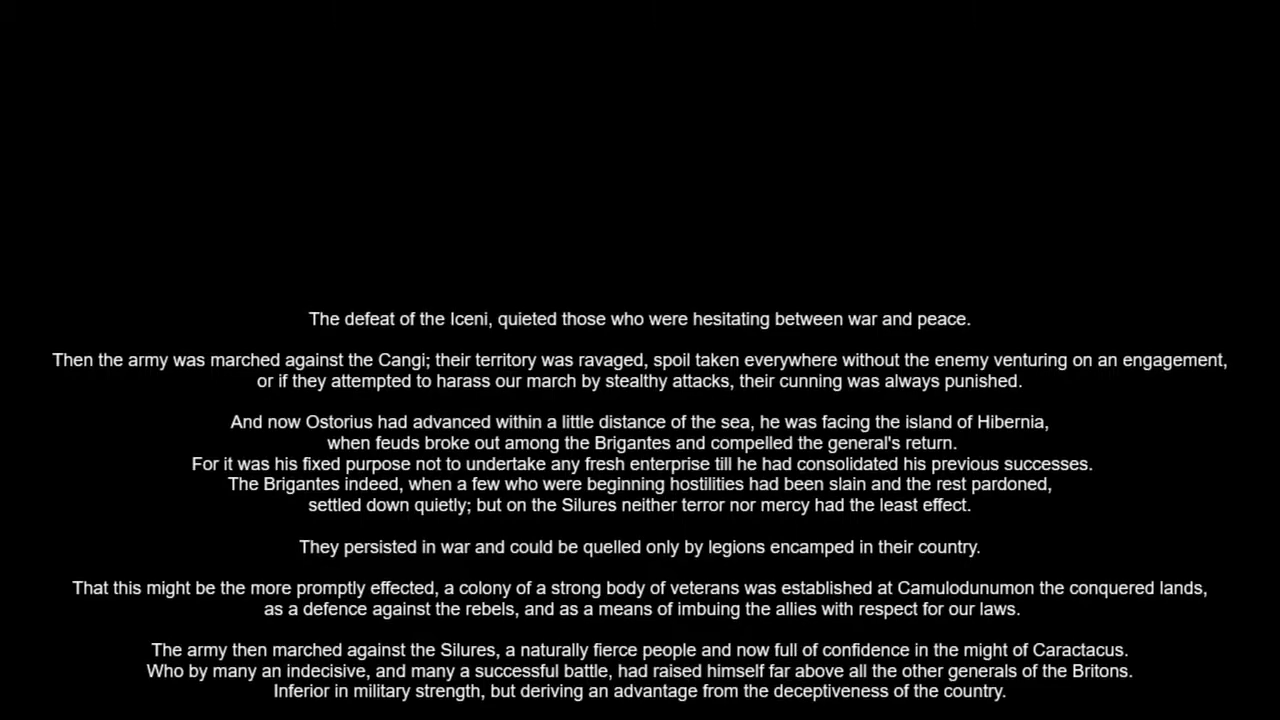 The defeat of the Iceni, quieted those who were hesitating between war and peace.
Then the army was marched against the Cangi; their territory was ravaged, spoil taken everywhere without the enemy venturing on an engagement,
or if they attempted to harass our march by stealthy attacks, their cunning was always punished.
And now Ostorius had advanced within a little distance of the sea, he was facing the island of Hibernia,
when feuds broke out among the Brigantes and compelled the general's return.
For it was his fixed purpose not to undertake any fresh enterprise till he had consolidated his previous successes.
The Brigantes indeed, when a few who were beginning hostilities had been slain and the rest pardoned,
settled down quietly; but on the Silures neither terror nor mercy had the least effect.
They persisted in war and could be quelled only by legions encamped in their country.
That this might be the more promptly effected, a colony of a strong body of veterans was established at Camulodunumon the conquered lands,
as a defence against the rebels, and as a means of imbuing the allies with respect for our laws.
The army then marched against the Silures, a naturally fierce people and now full of confidence in the might of Caractacus.
Who by many an indecisive, and many a successful battle, had raised himself far above all the other generals of the Britons.
Inferior in military strength, but deriving an advantage from the deceptiveness of the country.